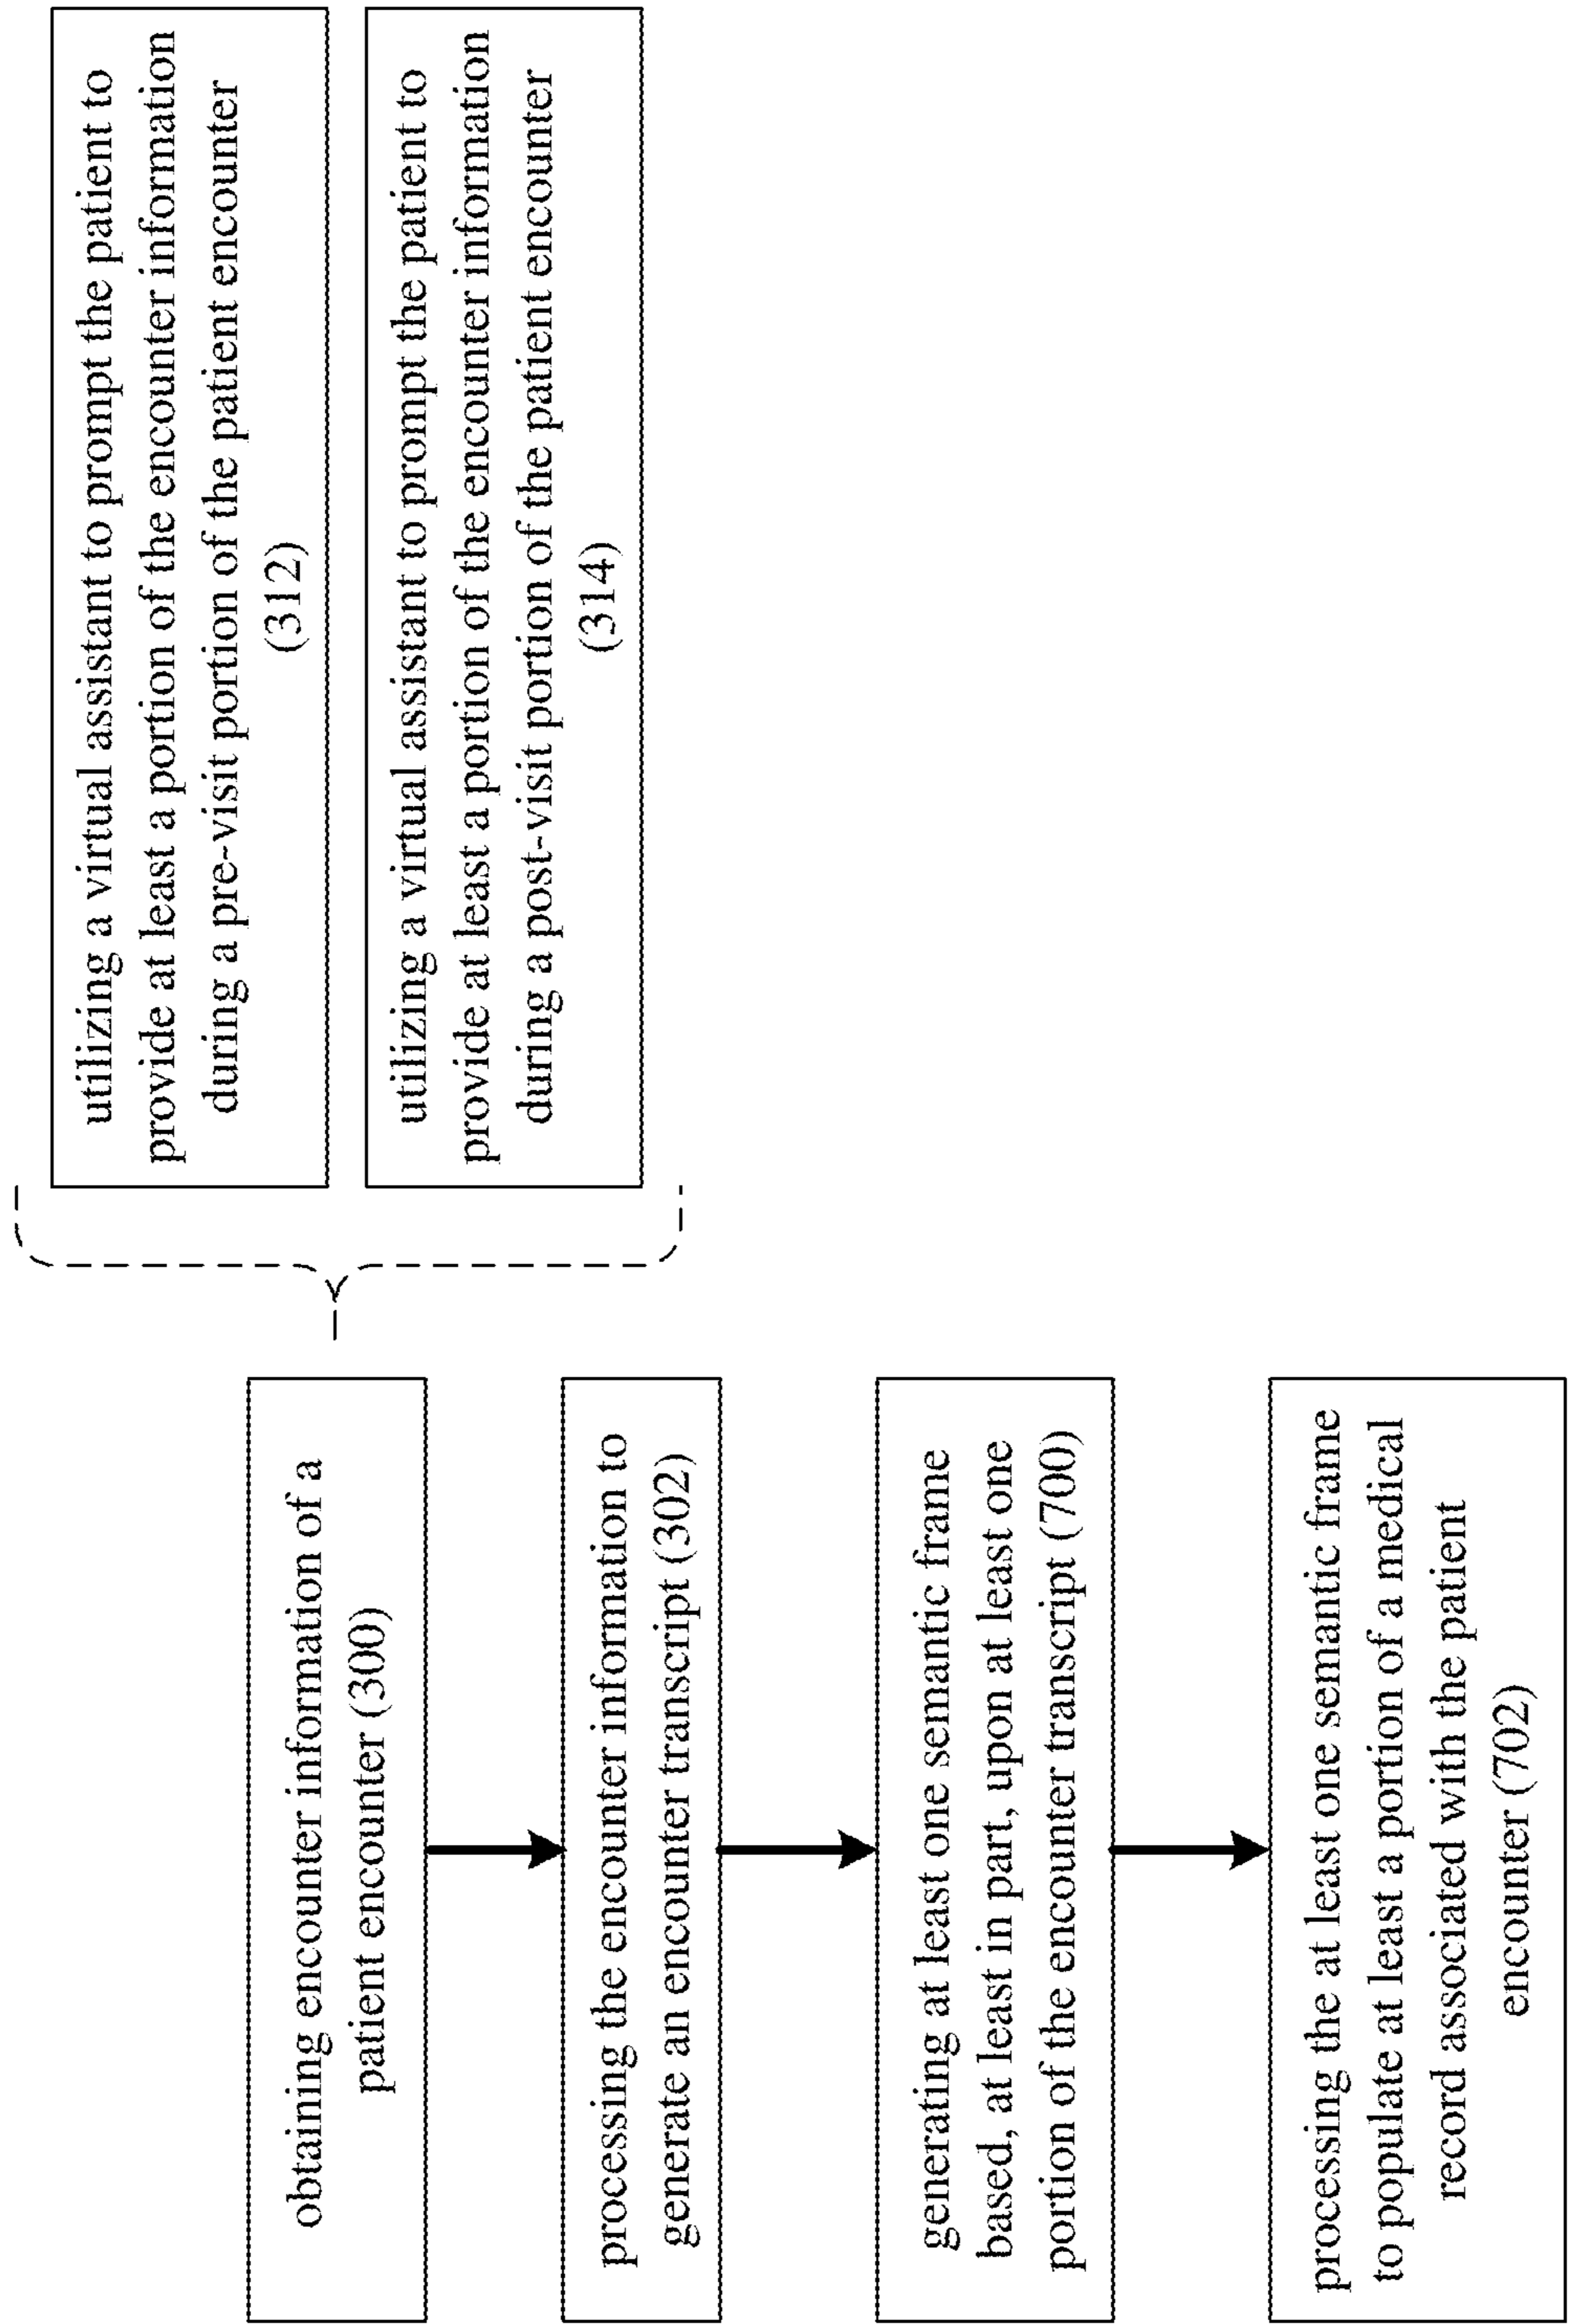 obtaining encounter information of a
patient encounter (300)
processing the encounter information to
generate an encounter transcript (302)
generating at least one semantic frame
based, at least in part, upon at least one
portion of the encounter transcript (700)
processing the at least one semantic frame
to populate at least a portion of a medical
record associated with the patient
encounter (702)
utilizing a virtual assistant to prompt the patient to
provide at least a portion of the encounter information
during a pre-visit portion of the patient encounter
(312)
utilizing a virtual assistant to prompt the patient to
provide at least a portion of the encounter information
during a post-visit portion of the patient encounter
(314)